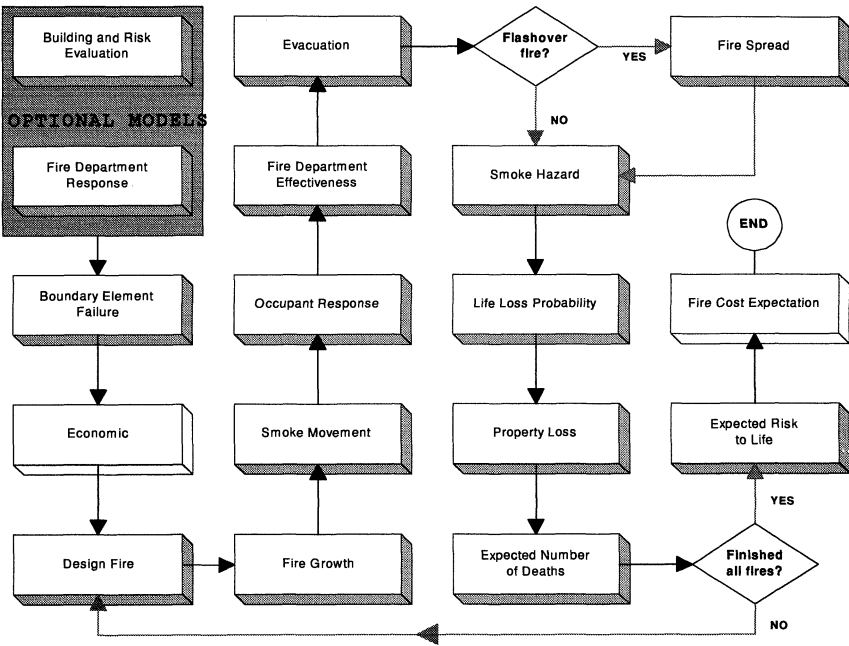 Building and Risk
Evaluation
OPTIONAL MODELS
Fire Department
Response
Boundary Element
Failure
Economic
Design Fire
Fire Growth
Smoke Movement
Occupant Response
Fire Department
Effectiveness
Evacuation
Flashover
fire?
YES
Fire Spread
NO
Smoke Hazard
Life Loss Probability
Property Loss
Expected Number
of Deaths
Finished
all fires?
NO
YES
Expected Risk
to Life
Fire Cost Expectation
END